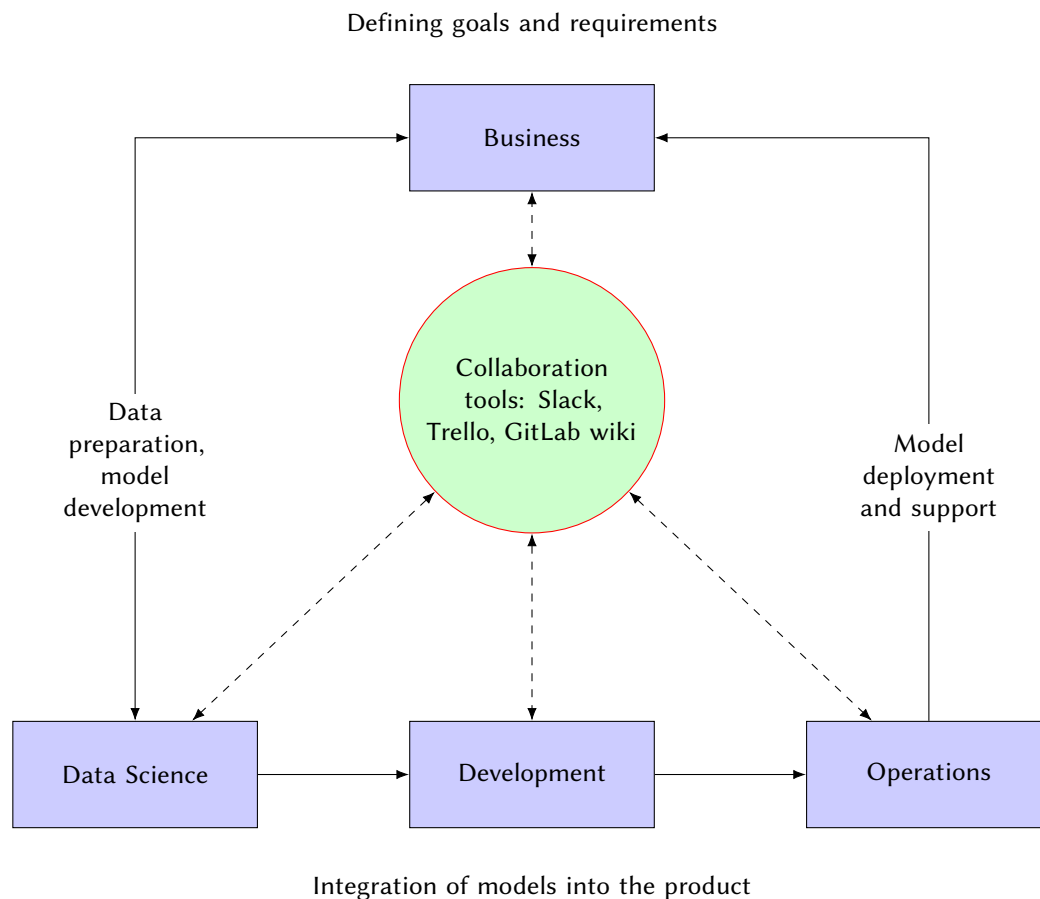 Defining goals and requirements
Business
Collaboration
tools: Slack,
Trello, GitLab wiki
Data
preparation,
model
development
Model
deployment
and support
Data Science
Development
Operations
Integration of models into the product